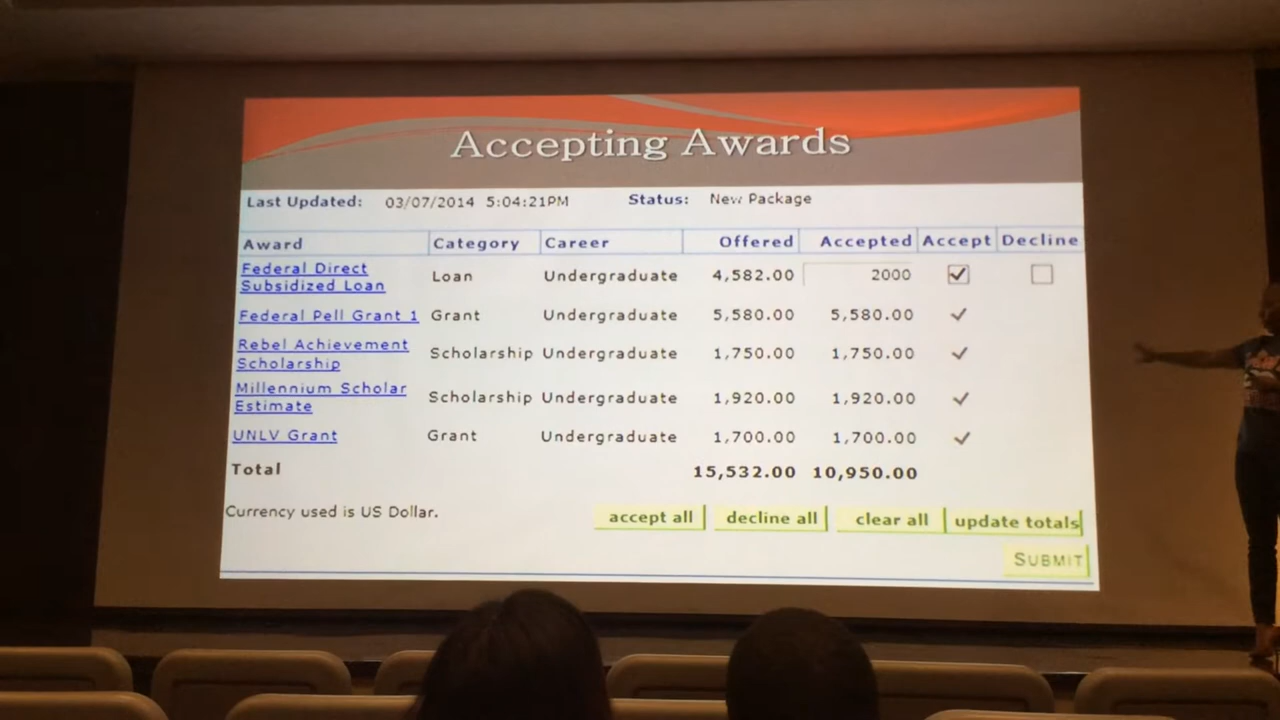 Accepting Awards
Last Updated: 03/07/2014 5:04:21PM Status: New Package
Award Category Career Offered Accepted Accept Decline
Federal Direct
Subsidized Loan Loan Undergraduate 4,582.00 2000
Federal Pell Grant 1 Grant Undergraduate 5,580.00 5,580.00
Rebel Achievement
Scholarship Scholarship Undergraduate 1,750.00 1,750.00
Millennium Scholar
Estimate Scholarship Undergraduate 1,920.00 1,920.00
UNLV Grant Grant Undergraduate 1,700.00 1,700.00
Total 15,532.00 10,950.00
Currency used is US Dollar.
accept all decline all clear all update totals
SUBMIT